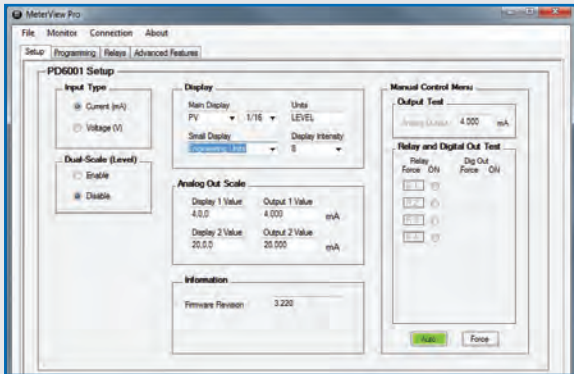 MeterView Pro
File Monitor Connection About
Setup Programming Relays Advanced Features
PD6001 Setup
Input Type
Current (mA)
Voltage (V)
Dual-Scale (Level)
Enable
Disable
Display
Main Display Units
PV 1/16 LEVEL
Small Display Display Intensity
Engineering Units 8
Analog Out Scale
Display 1 Value Output 1 Value
4.0.0 4.000 mA
Display 2 Value Output 2 Value
20.0.0 20.000 mA
Information
Firmware Revision 3.220
Manual Control Menu
Output Test
Analog Output 4.000 mA
Relay and Digital Out Test
Relay Dig Out
Force ON Force ON
R 1
R 2
R 3
R 4
Auto Force